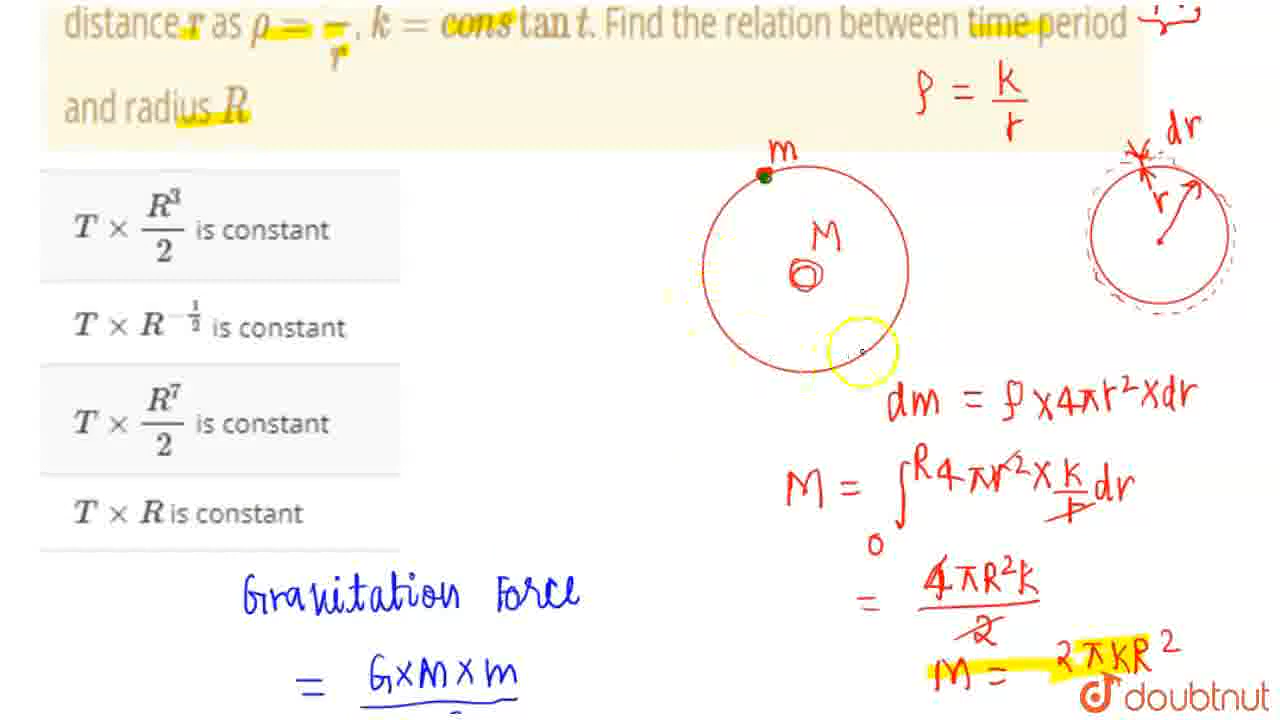 distance r as ρ = —/r, k = constant. Find the relation between time period
and radius R
T × R³/2 is constant
T × R^(-1/2) is constant
T × R⁷/2 is constant
T × R is constant
Gravitation Force
= G×M×m
ρ = k/r
m
M
dr
r
dm = ρ×4πr²×dr
M = ∫₀ᴿ 4πr²× k/r dr
= 4πR²k/2
M = 2πkR²
doubtnut